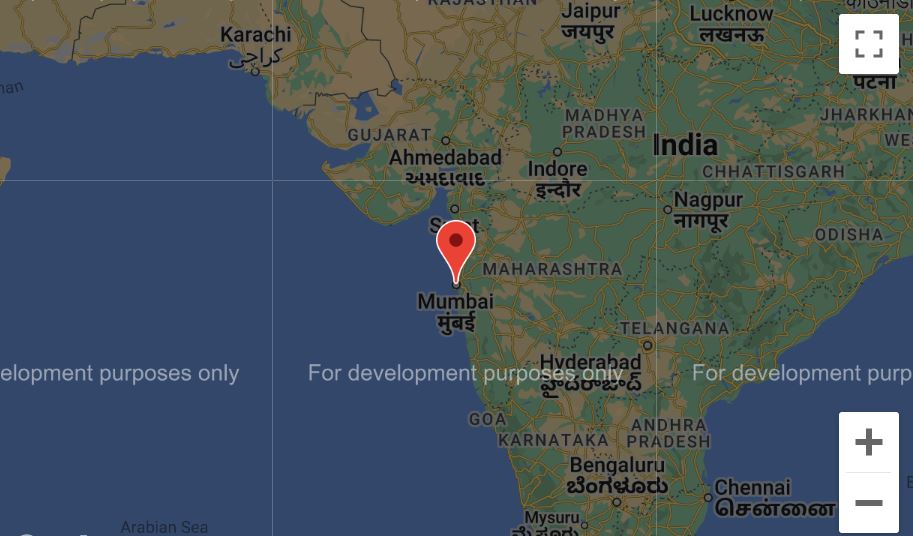 RAJASTHAN
Jaipur
जयपुर
Lucknow
लखनऊ
Karachi
کراچی
पटना
GUJARAT
MADHYA
PRADESH
India
JHARKHAN
WE
Ahmedabad
અમદાવાદ
Indore
इन्दौर
CHHATTISGARH
Nagpur
नागपूर
Surat
ODISHA
MAHARASHTRA
Mumbai
मुंबई
TELANGANA
Hyderabad
హైదరాబాద్
elopment purposes only
For development purposes only
For development purp
GOA
KARNATAKA
ANDHRA
PRADESH
Bengaluru
ಬೆಂಗಳೂರು
Chennai
சென்னை
Mysuru
ಮೈಸೂರು
Arabian Sea